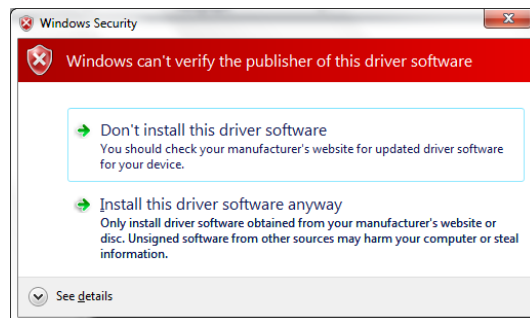 Windows Security
Windows can't verify the publisher of this driver software
Don't install this driver software
You should check your manufacturer's website for updated driver software
for your device.
Install this driver software anyway
Only install driver software obtained from your manufacturer's website or
disc. Unsigned software from other sources may harm your computer or steal
information.
See details